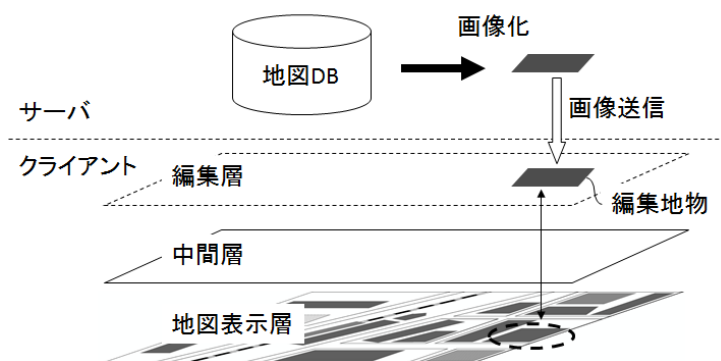 画像化
地図DB
画像送信
サーバ
クライアント
編集層
編集地物
中間層
地図表示層